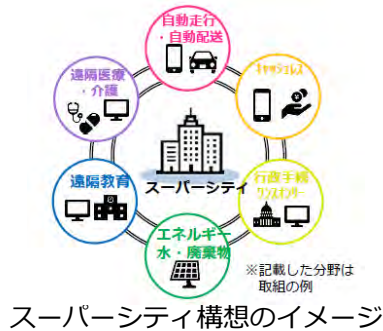 自動走行
・自動配送
遠隔医療
・介護
キャッシュレス
遠隔教育
スーパーシティ
行政手続
ワンスオンリー
エネルギー
水・廃棄物
※記載した分野は
取組の例
スーパーシティ構想のイメージ